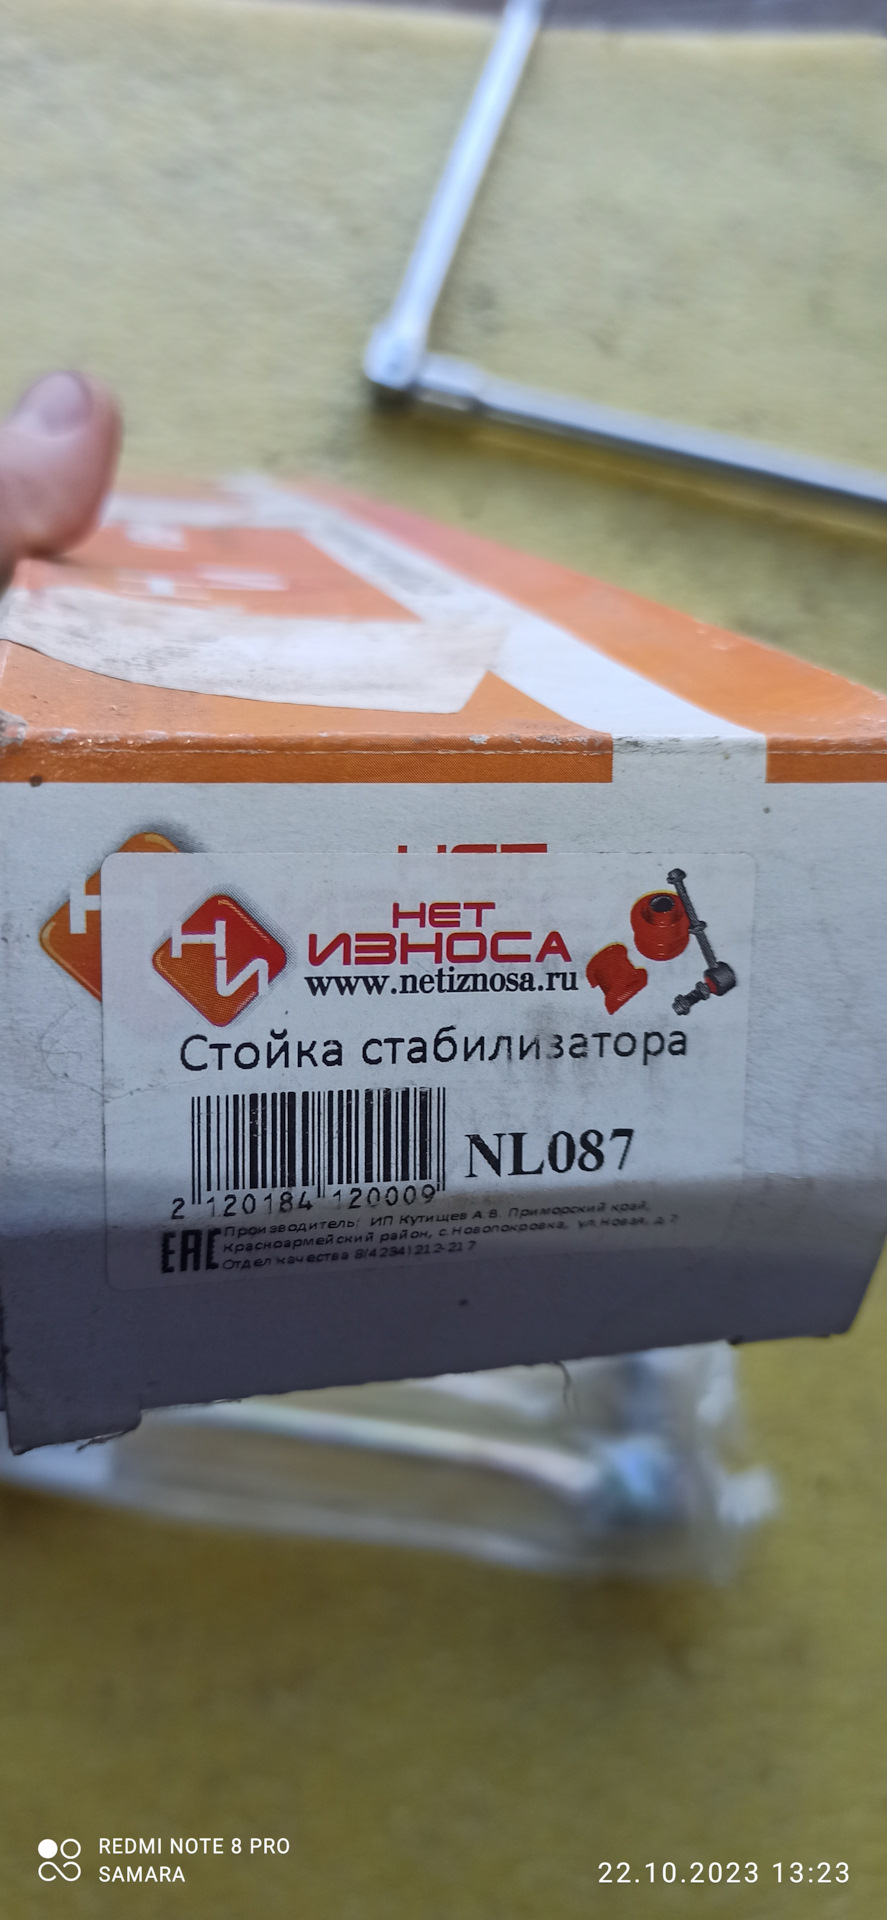 НЕТ
Н
НИ
НЕТ
ИЗНОСА
www.netiznosa.ru
Стойка стабилизатора
NL087
2 120184 120009
EAC
Производитель: ИП Кутищев А.В. Приморский край,
Красноармейский район, с.Новопокровка, ул.Новая, д.7
Отдел качества 8(4234)212-217
REDMI NOTE 8 PRO
SAMARA
22.10.2023 13:23